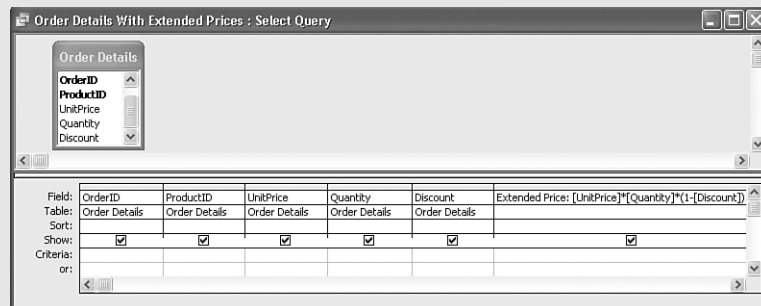 Order Details With Extended Prices : Select Query
Order Details
OrderID
ProductID
UnitPrice
Quantity
Discount
Field: OrderID ProductID UnitPrice Quantity Discount Extended Price: [UnitPrice]*[Quantity]*(1-[Discount])
Table: Order Details Order Details Order Details Order Details Order Details
Sort:
Show:
Criteria:
or: